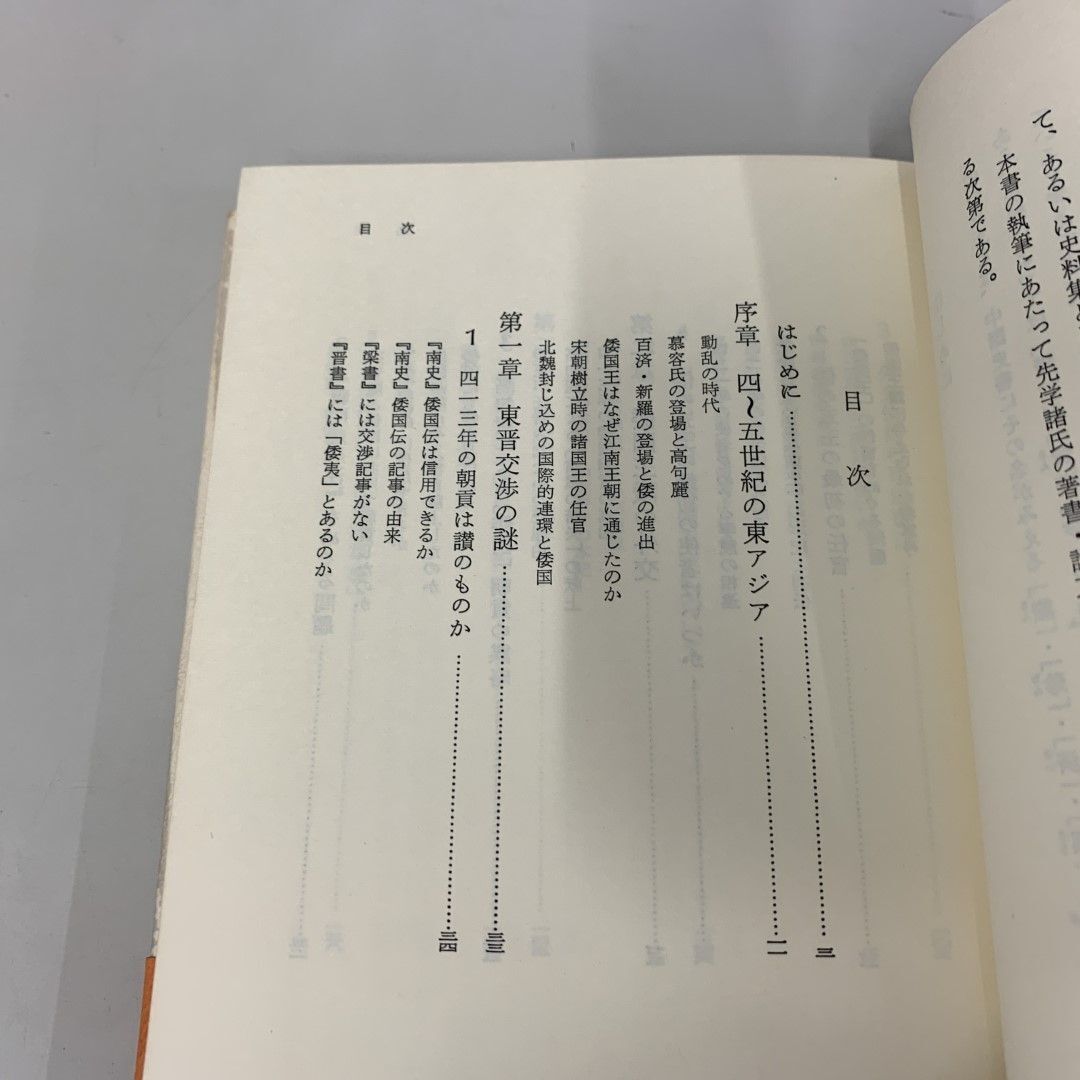 て、あるいは史料集と
本書の執筆にあたって先学諸氏の著書・
る次第である。
目次
目次
はじめに……三
序章　四〜五世紀の東アジア……一一
動乱の時代
慕容氏の登場と高句麗
百済・新羅の登場と倭の進出
倭国王はなぜ江南王朝に通じたのか
宋朝樹立時の諸国王の任官
北魏封じ込めの国際的連環と倭国
第一章　東晋交渉の謎……三三
1　四一三年の朝貢は讃のものか……三四
『南史』倭国伝は信用できるか
『南史』倭国伝の記事の由来
『梁書』には交渉記事がない
『晋書』には「倭夷」とあるのか